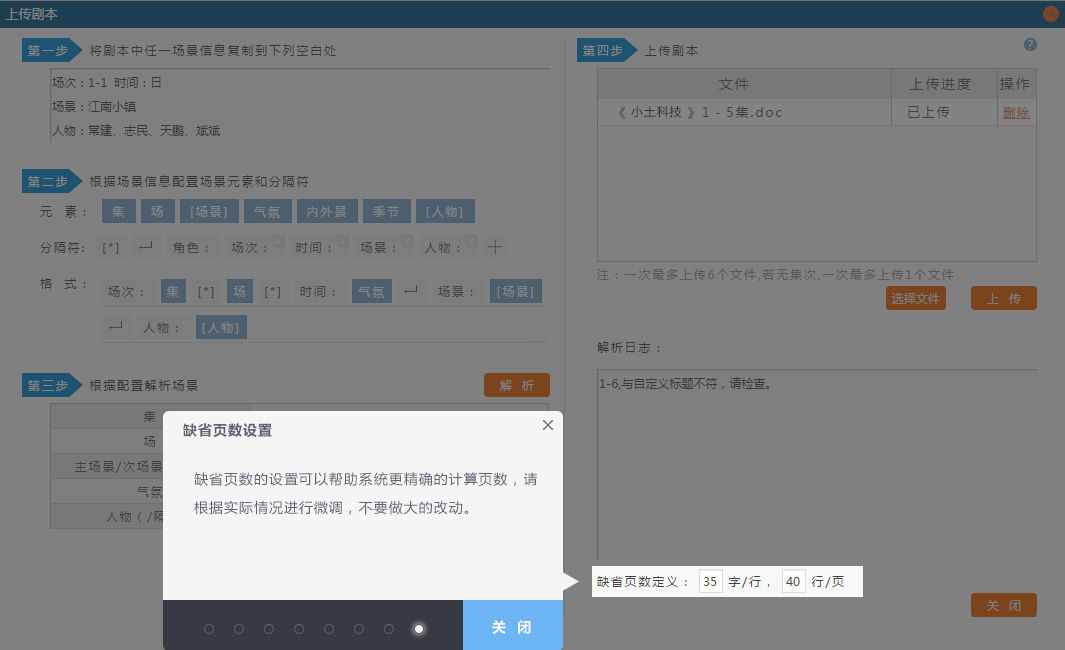 上传剧本
第一步 将剧本中任一场景信息复制到下列空白处
场次：1-1 时间：日
场景：江南小镇
人物：常建、志民、天鹏、斌斌
第二步 根据场景信息配置场景元素和分隔符
元 素： 集 场 [场景] 气氛 内外景 季节 [人物]
分隔符: [*] 角色： 场次： 时间： 场景： 人物：
格 式： 场次： 集 [*] 场 [*] 时间： 气氛 场景： [场景]
人物： [人物]
第三步 根据配置解析场景 解 析
集
场
主场景/次场景
气氛
人物（/隔
第四步 上传剧本
文件 上传进度 操作
《 小土科技 》1 - 5集.doc 已上传 删除
注：一次最多上传6个文件,若无集次,一次最多上传1个文件
选择文件 上 传
解析日志：
1-6,与自定义标题不符，请检查。
缺省页数定义： 35 字/行， 40 行/页
关 闭
缺省页数设置
缺省页数的设置可以帮助系统更精确的计算页数，请
根据实际情况进行微调，不要做大的改动。
关 闭